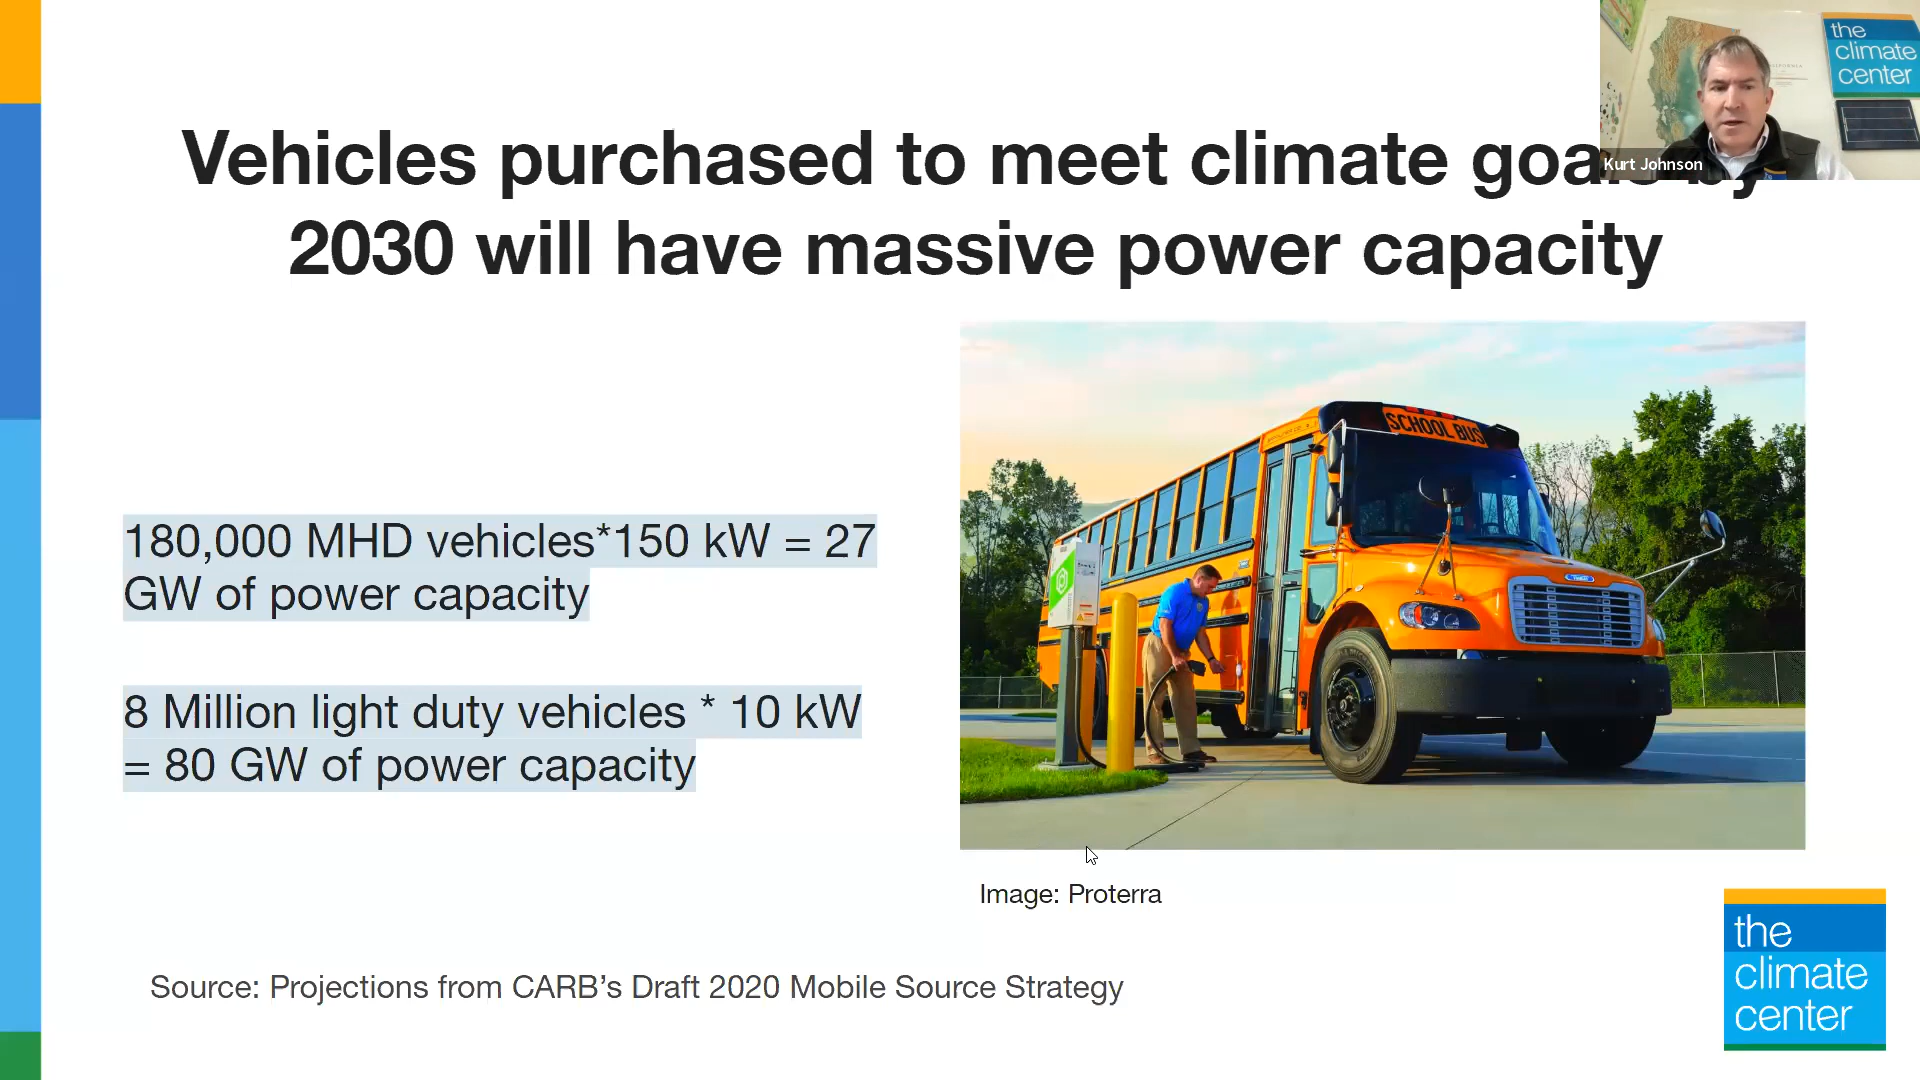 the
climate
center
Kurt Johnson
Vehicles purchased to meet climate goals by
2030 will have massive power capacity
180,000 MHD vehicles*150 kW = 27
GW of power capacity
8 Million light duty vehicles * 10 kW
= 80 GW of power capacity
SCHOOL BUS
Image: Proterra
Source: Projections from CARB’s Draft 2020 Mobile Source Strategy
the
climate
center